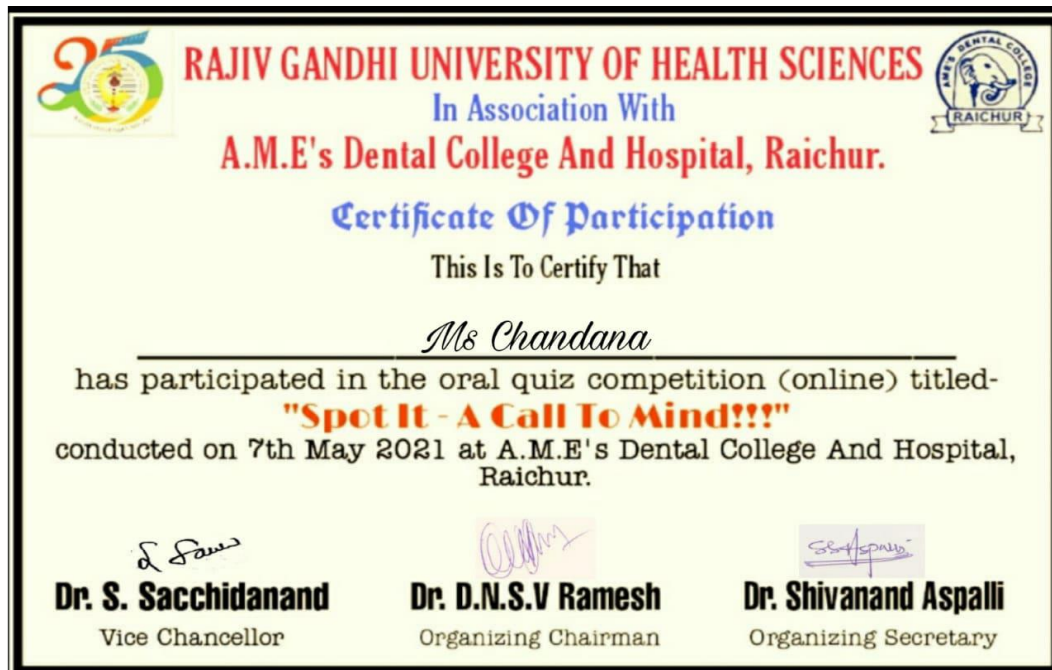 25
RAJIV GANDHI UNIVERSITY OF HEALTH SCIENCES
AME'S DENTAL COLLEGE
RAICHUR
In Association With
A.M.E's Dental College And Hospital, Raichur.
Certificate Of Participation
This Is To Certify That
Ms Chandana
has participated in the oral quiz competition (online) titled-
"Spot It - A Call To Mind!!!"
conducted on 7th May 2021 at A.M.E's Dental College And Hospital,
Raichur.
Dr. S. Sacchidanand
Vice Chancellor
Dr. D.N.S.V Ramesh
Organizing Chairman
Dr. Shivanand Aspalli
Organizing Secretary